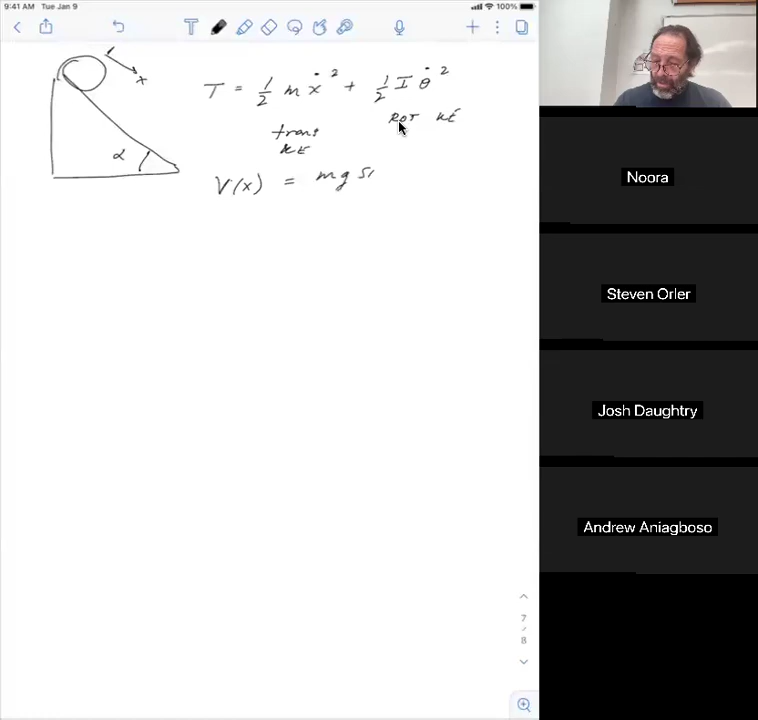 9:41 AM Tue Jan 9
100%
T
x
α
T = 1/2 m ẋ² + 1/2 I θ̇²
trans KE
ROT KE
V(x) = mg si
Noora
Steven Orler
Josh Daughtry
Andrew Aniagboso
7
/
8